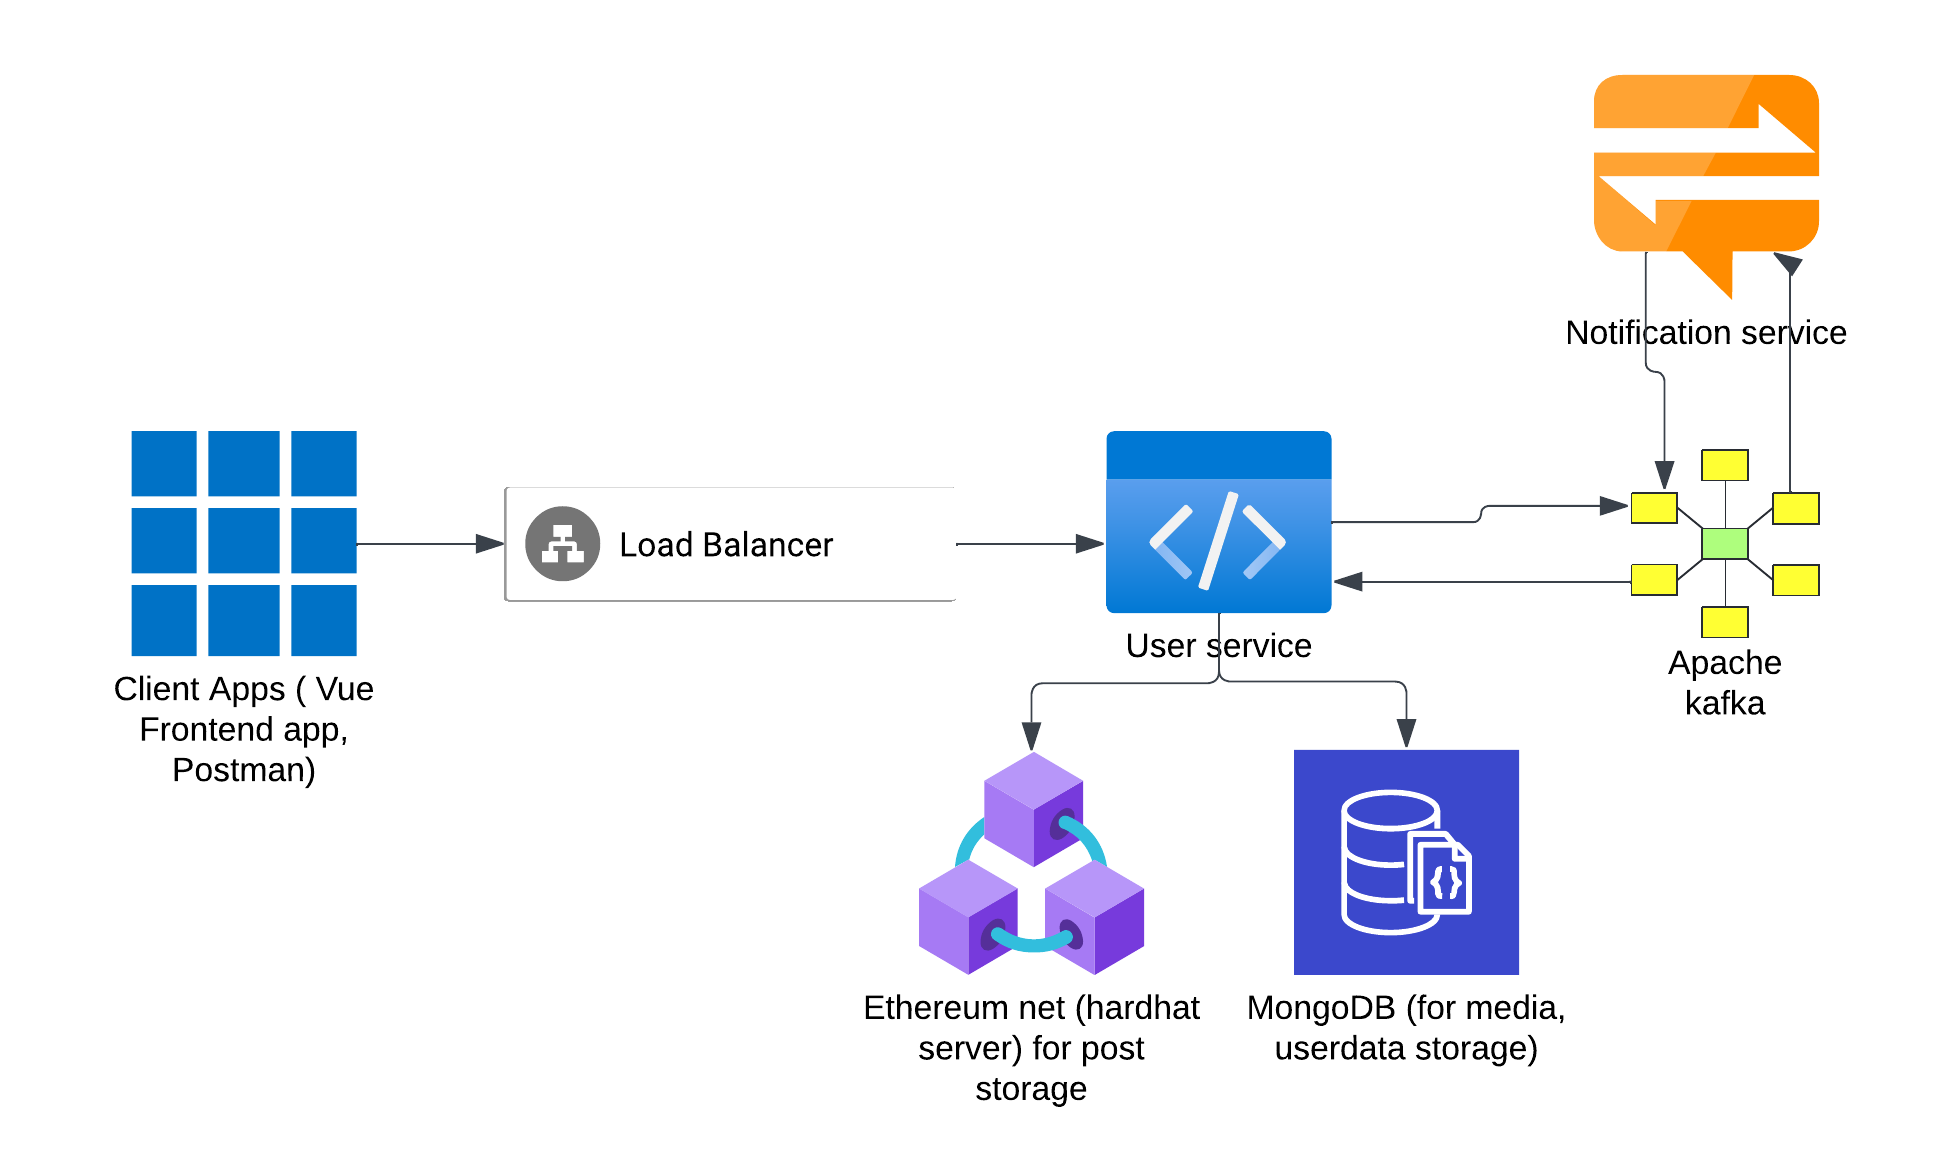 Notification service
Load Balancer
User service
Apache
kafka
Client Apps ( Vue
Frontend app,
Postman)
Ethereum net (hardhat
server) for post
storage
MongoDB (for media,
userdata storage)